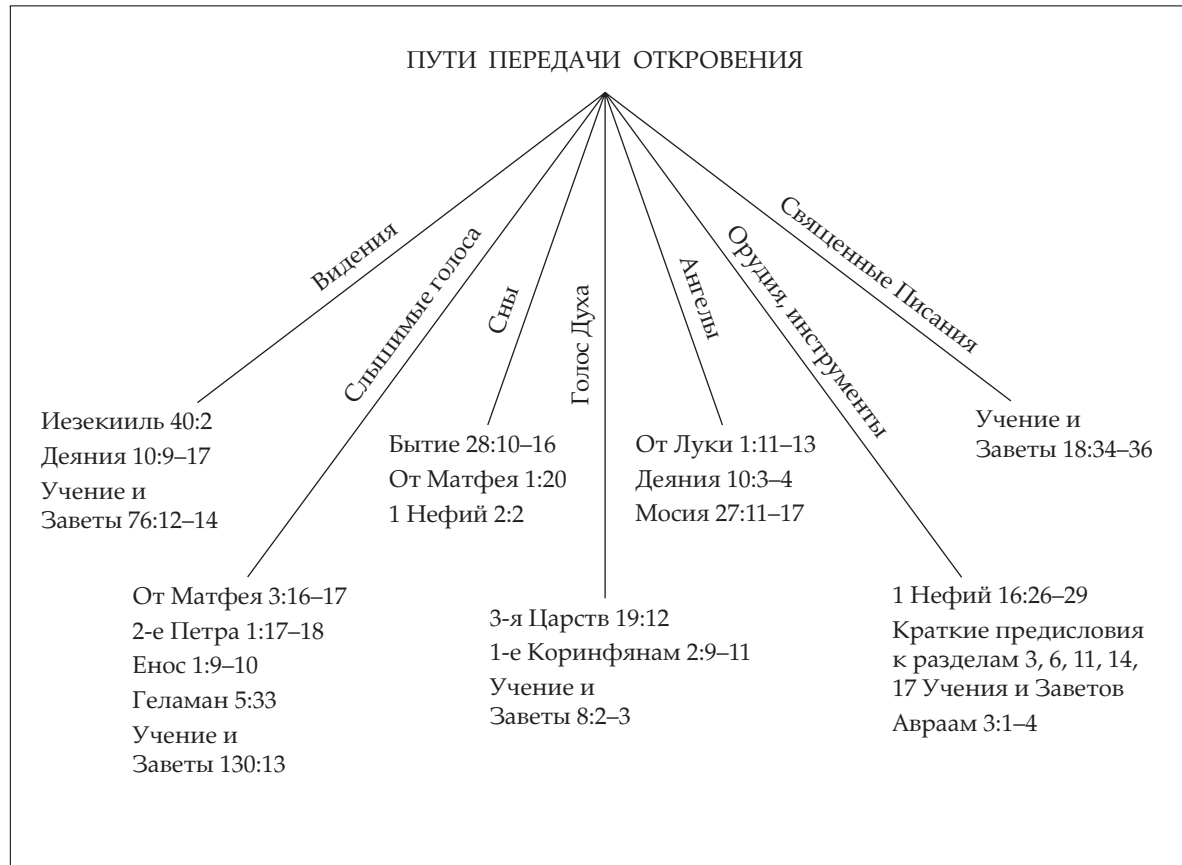 ПУТИ ПЕРЕДАЧИ ОТКРОВЕНИЯ
Видения
Иезекииль 40:2
Деяния 10:9–17
Учение и
Заветы 76:12–14
Слышимые голоса
От Матфея 3:16–17
2-е Петра 1:17–18
Енос 1:9–10
Геламан 5:33
Учение и
Заветы 130:13
Сны
Бытие 28:10–16
От Матфея 1:20
1 Нефий 2:2
Голос Духа
3-я Царств 19:12
1-е Коринфянам 2:9–11
Учение и
Заветы 8:2–3
Ангелы
От Луки 1:11–13
Деяния 10:3–4
Мосия 27:11–17
Орудия, инструменты
1 Нефий 16:26–29
Краткие предисловия
к разделам 3, 6, 11, 14,
17 Учения и Заветов
Авраам 3:1–4
Священные Писания
Учение и
Заветы 18:34–36